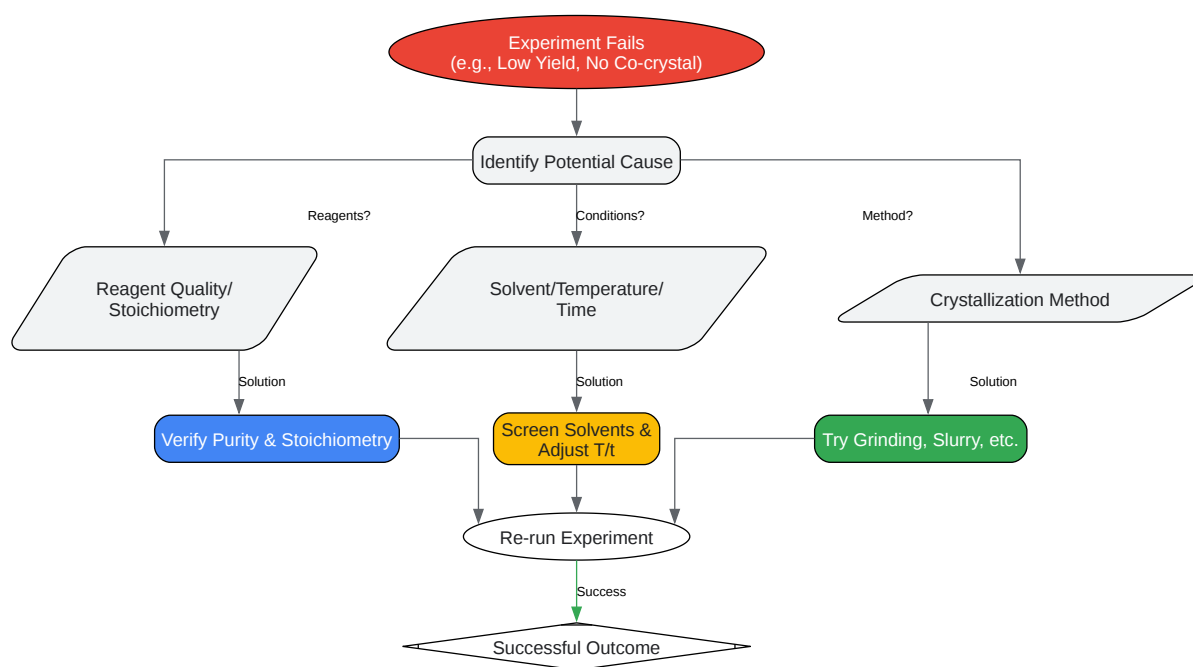 Experiment Fails
(e.g., Low Yield, No Co-crystal)
Identify Potential Cause
Reagents?
Conditions?
Method?
Reagent Quality/
Stoichiometry
Solvent/Temperature/
Time
Crystallization Method
Solution
Solution
Solution
Verify Purity & Stoichiometry
Screen Solvents &
Adjust T/t
Try Grinding, Slurry, etc.
Re-run Experiment
Success
Successful Outcome